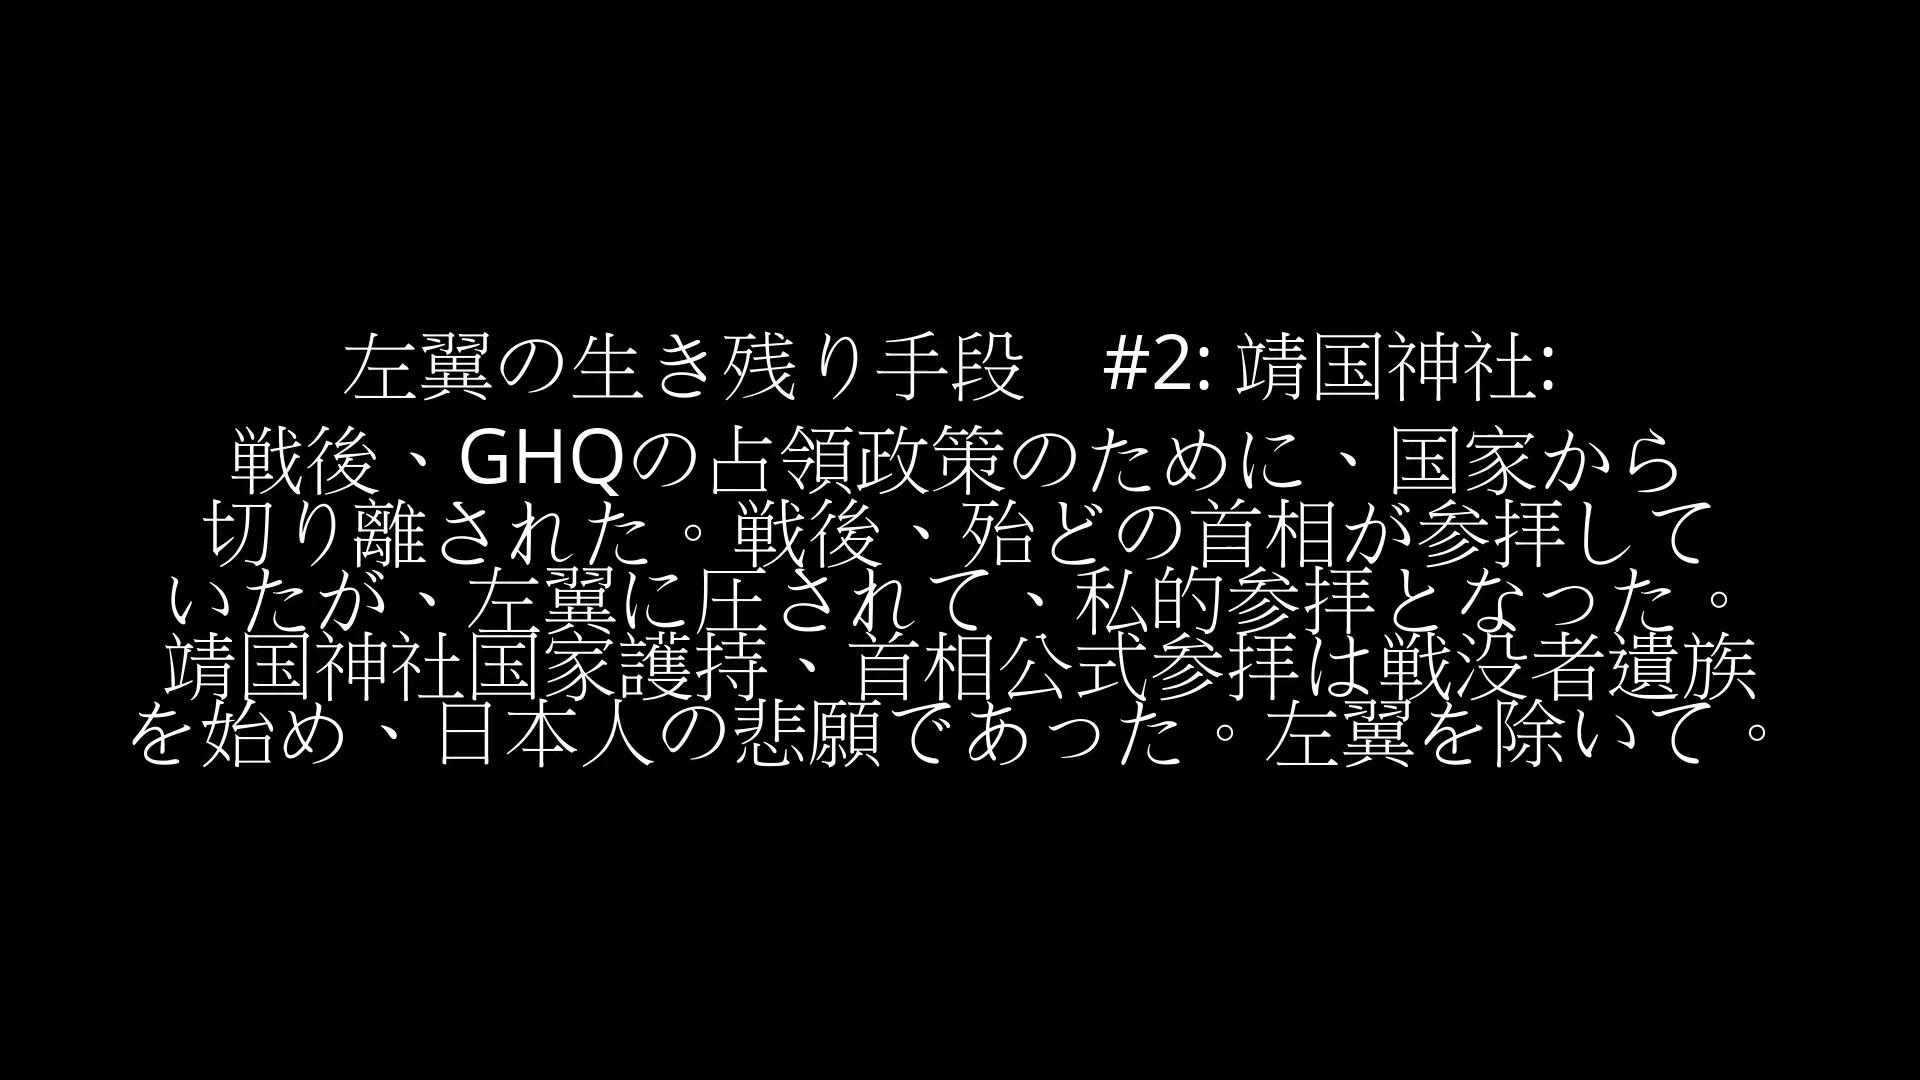 左翼の生き残り手段　#2: 靖国神社:
戦後、GHQの占領政策のために、国家から
切り離された。戦後、殆どの首相が参拝して
いたが、左翼に圧されて、私的参拝となった。
靖国神社国家護持、首相公式参拝は戦没者遺族
を始め、日本人の悲願であった。左翼を除いて。